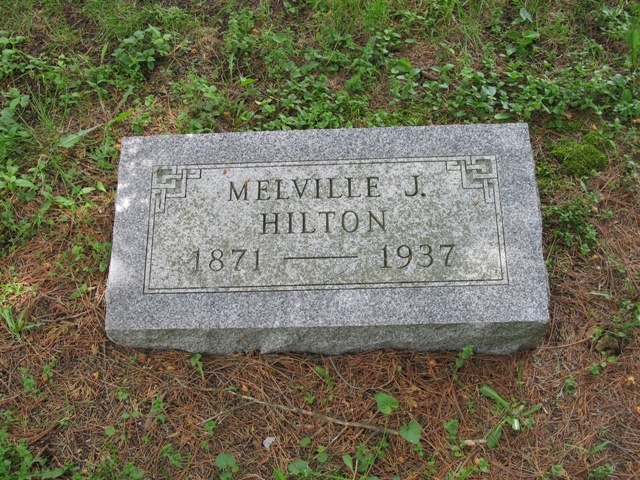 MELVILLE J.
HILTON
1871 — 1937